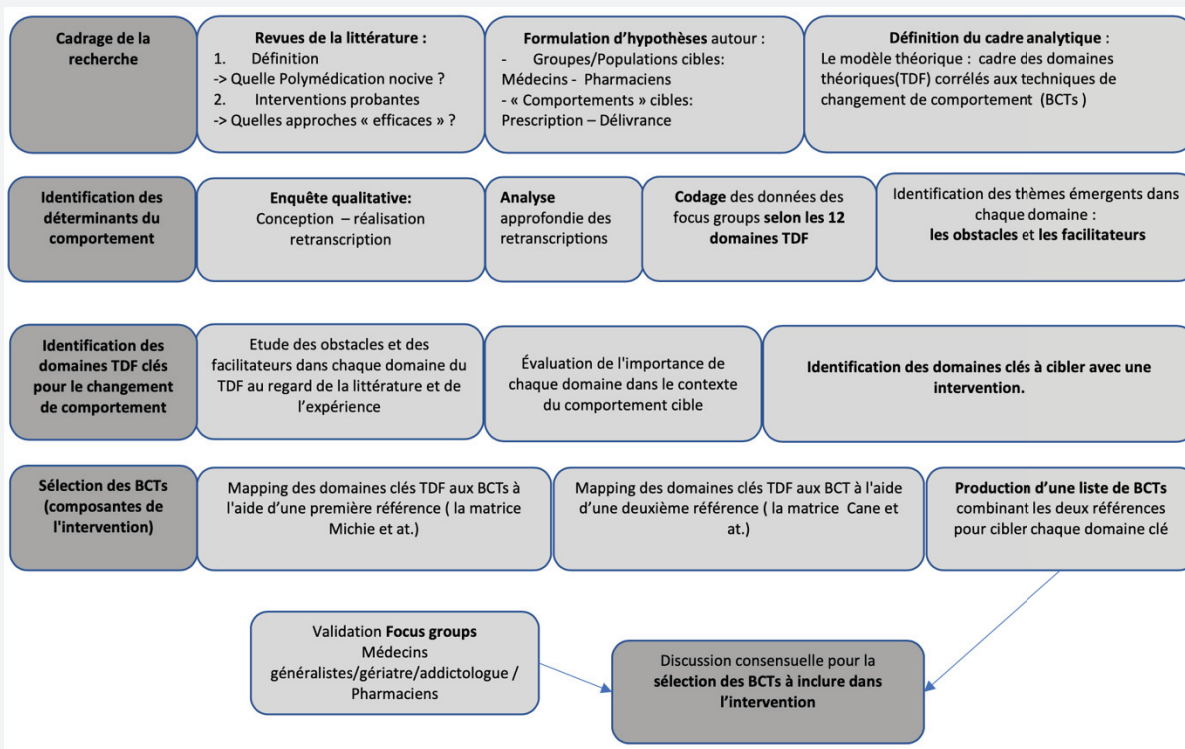 Cadrage de la
recherche
Revues de la littérature :
1. Définition
-> Quelle Polymédication nocive ?
2. Interventions probantes
-> Quelles approches « efficaces » ?
Formulation d’hypothèses autour :
- Groupes/Populations cibles:
Médecins - Pharmaciens
- « Comportements » cibles:
Prescription – Délivrance
Définition du cadre analytique :
Le modèle théorique : cadre des domaines
théoriques(TDF) corrélés aux techniques de
changement de comportement (BCTs )
Identification des
déterminants du
comportement
Enquête qualitative:
Conception – réalisation
retranscription
Analyse
approfondie des
retranscriptions
Codage des données des
focus groups selon les 12
domaines TDF
Identification des thèmes émergents dans
chaque domaine :
les obstacles et les facilitateurs
Identification des
domaines TDF clés
pour le changement
de comportement
Etude des obstacles et des
facilitateurs dans chaque domaine du
TDF au regard de la littérature et de
l’expérience
Évaluation de l'importance de
chaque domaine dans le contexte
du comportement cible
Identification des domaines clés à cibler avec une
intervention.
Sélection des BCTs
(composantes de
l'intervention)
Mapping des domaines clés TDF aux BCTs à
l'aide d’une première référence ( la matrice
Michie et at.)
Mapping des domaines clés TDF aux BCT à l'aide
d’une deuxième référence ( la matrice Cane et
at.)
Production d’une liste de BCTs
combinant les deux références
pour cibler chaque domaine clé
Validation Focus groups
Médecins
généralistes/gériatre/addictologue /
Pharmaciens
Discussion consensuelle pour la
sélection des BCTs à inclure dans
l’intervention